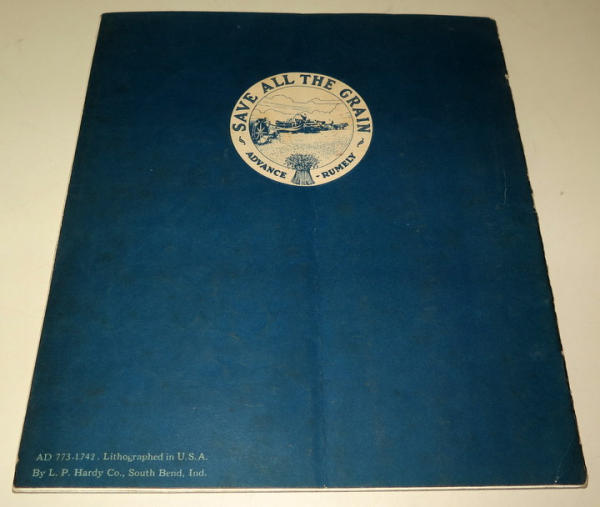 SAVE ALL THE GRAIN
ADVANCE - RUMELY
AD 773-1742. Lithographed in U.S.A.
By L. P. Hardy Co., South Bend, Ind.